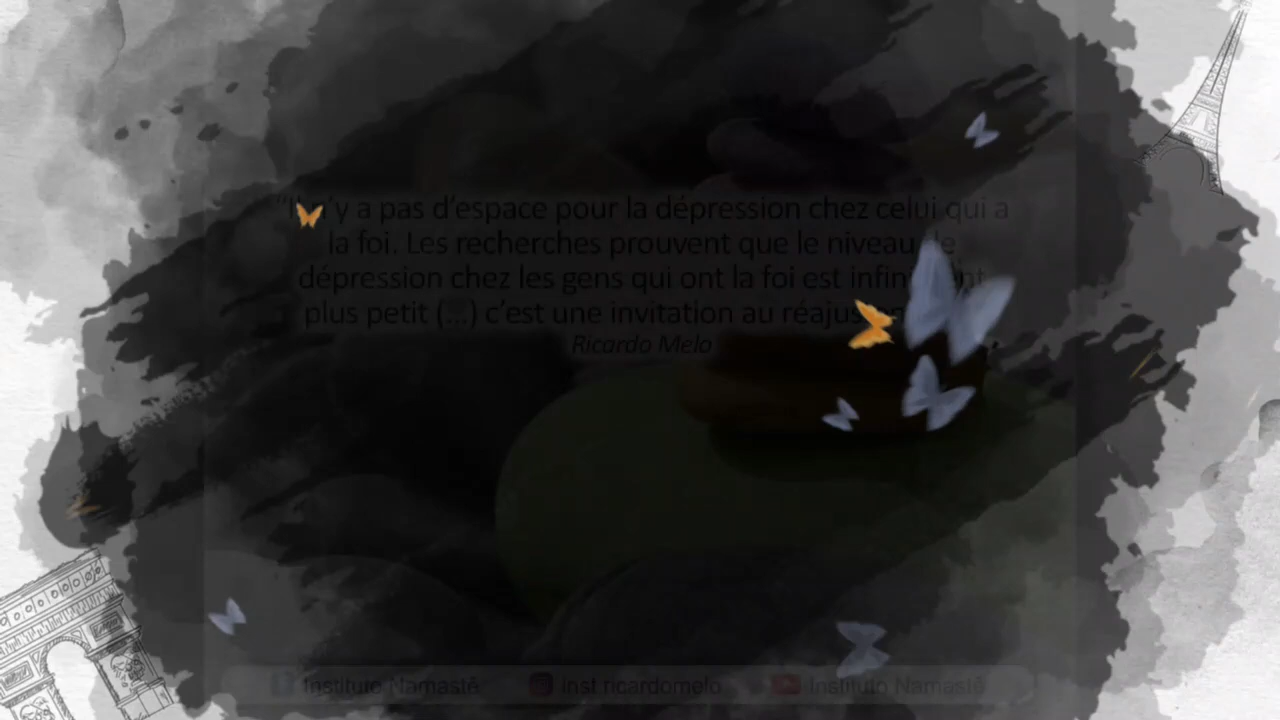 n'y a pas d'espace pour la dépression chez celui qui a
la foi. Les recherches prouvent que le niveau de
dépression chez les gens qui ont la foi est
plus petit (...) c'est une invitation au
Ricardo Melo
Instituto Namastê inst.ricardomelo Instituto Namastê